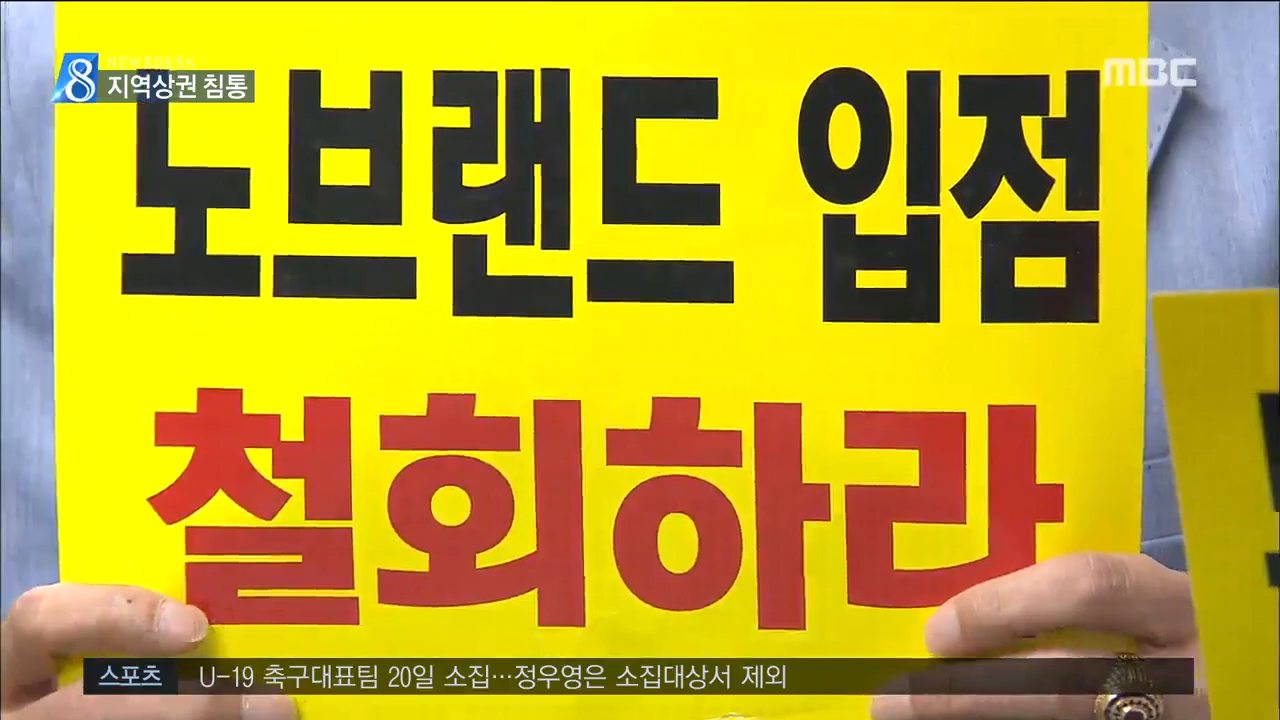 NEWSDESK
8 지역상권 침통
MBC
노브랜드 입점
철회하라
스포츠 U-19 축구대표팀 20일 소집…정우영은 소집대상서 제외